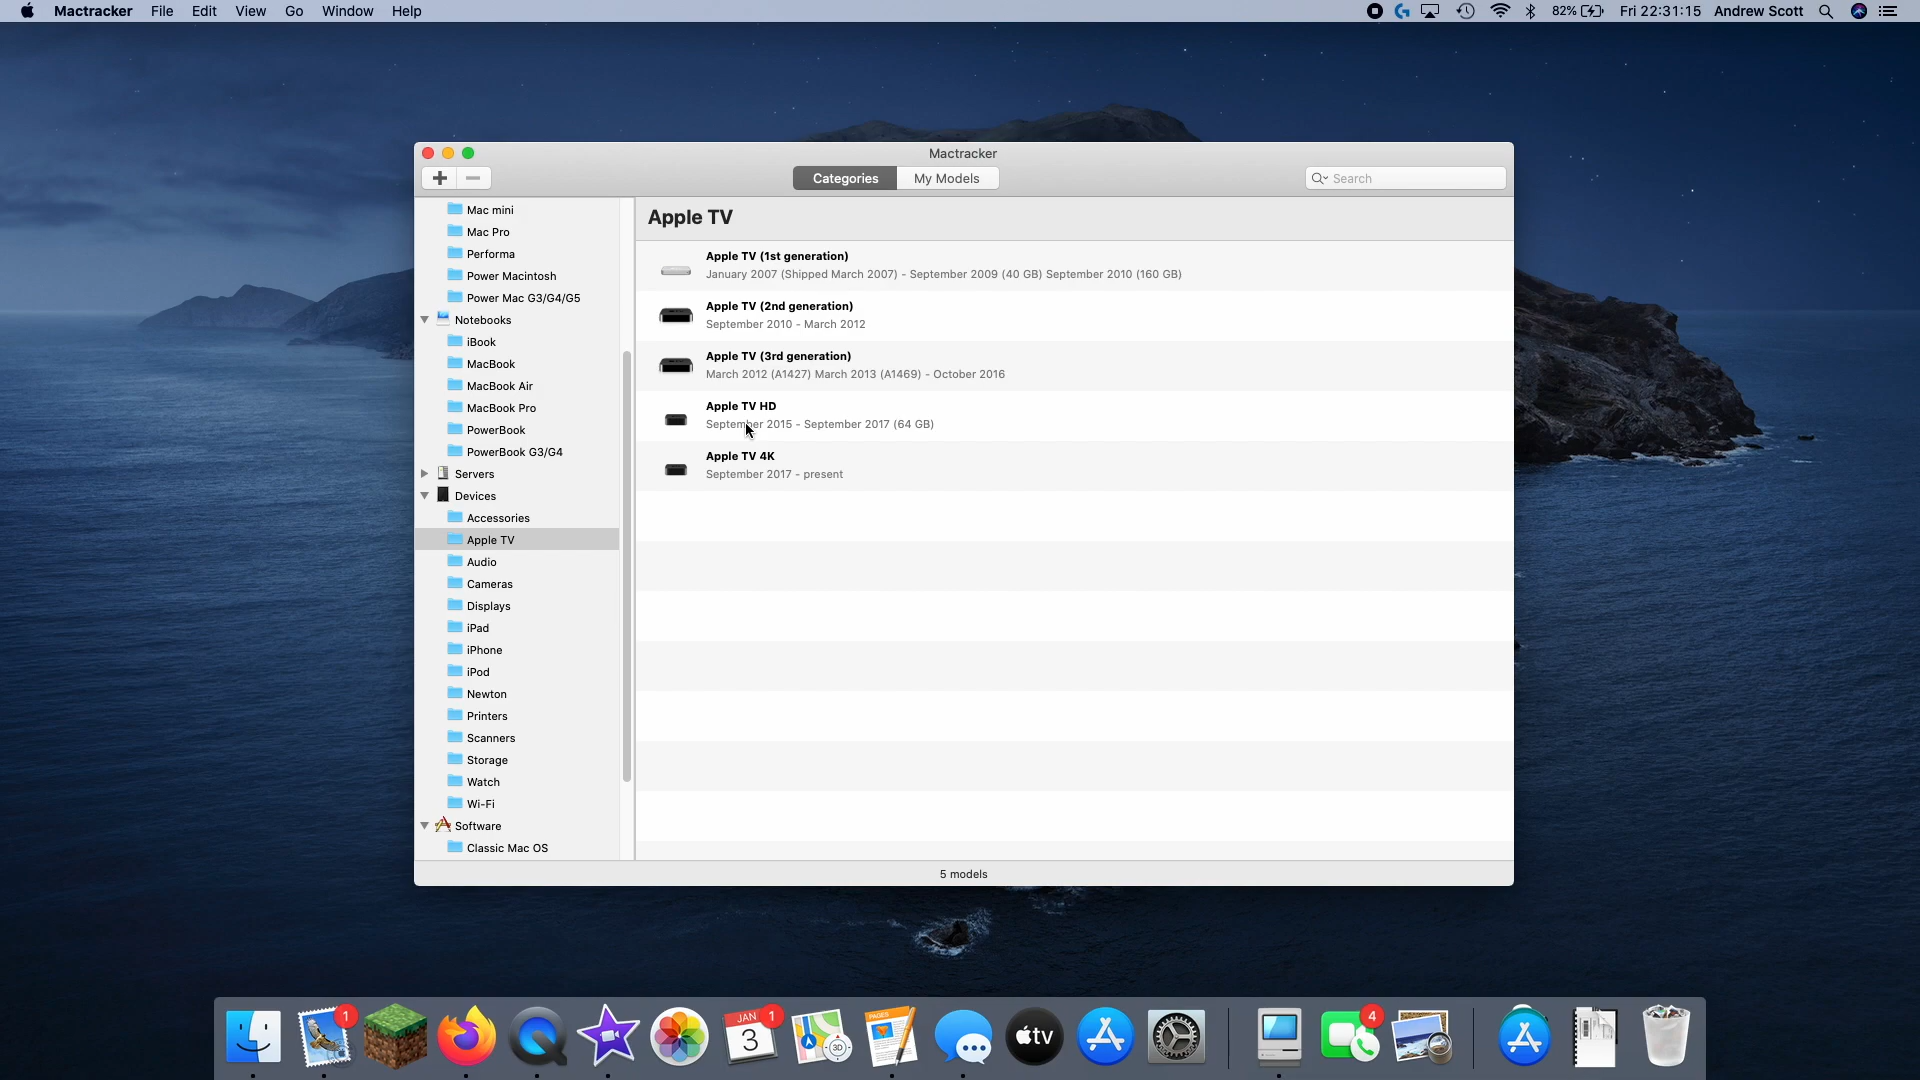 Mactracker File Edit View Go Window Help 82% Fri 22:31:15 Andrew Scott
Mactracker
Categories My Models Search
Mac mini
Mac Pro
Performa
Power Macintosh
Power Mac G3/G4/G5
Notebooks
iBook
MacBook
MacBook Air
MacBook Pro
PowerBook
PowerBook G3/G4
Servers
Devices
Accessories
Apple TV
Audio
Cameras
Displays
iPad
iPhone
iPod
Newton
Printers
Scanners
Storage
Watch
Wi-Fi
Software
Classic Mac OS
Apple TV
Apple TV (1st generation)
January 2007 (Shipped March 2007) - September 2009 (40 GB) September 2010 (160 GB)
Apple TV (2nd generation)
September 2010 - March 2012
Apple TV (3rd generation)
March 2012 (A1427) March 2013 (A1469) - October 2016
Apple TV HD
September 2015 - September 2017 (64 GB)
Apple TV 4K
September 2017 - present
5 models
1
JAN
3
1
3D
PAGES
tv
4